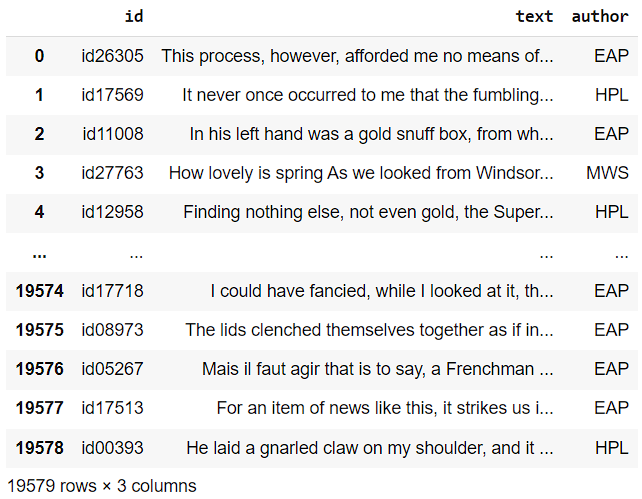 id text author
0 id26305 This process, however, afforded me no means of... EAP
1 id17569 It never once occurred to me that the fumbling... HPL
2 id11008 In his left hand was a gold snuff box, from wh... EAP
3 id27763 How lovely is spring As we looked from Windsor... MWS
4 id12958 Finding nothing else, not even gold, the Super... HPL
... ... ... ...
19574 id17718 I could have fancied, while I looked at it, th... EAP
19575 id08973 The lids clenched themselves together as if in... EAP
19576 id05267 Mais il faut agir that is to say, a Frenchman ... EAP
19577 id17513 For an item of news like this, it strikes us i... EAP
19578 id00393 He laid a gnarled claw on my shoulder, and it ... HPL
19579 rows × 3 columns